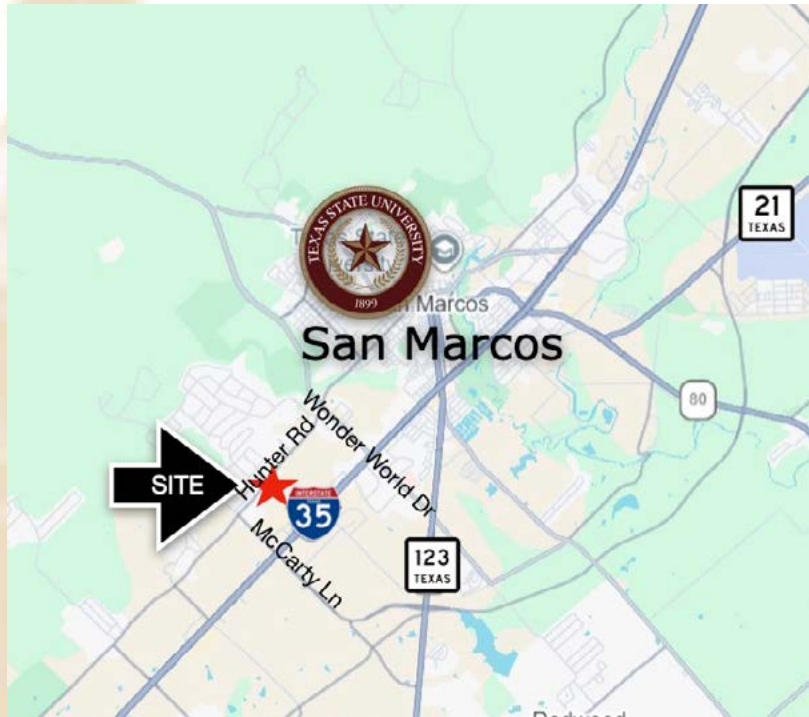 TEXAS STATE UNIVERSITY
1899
21
TEXAS
San Marcos
80
Wonder World Dr
Hunter Rd
SITE
INTERSTATE
35
McCarty Ln
123
TEXAS